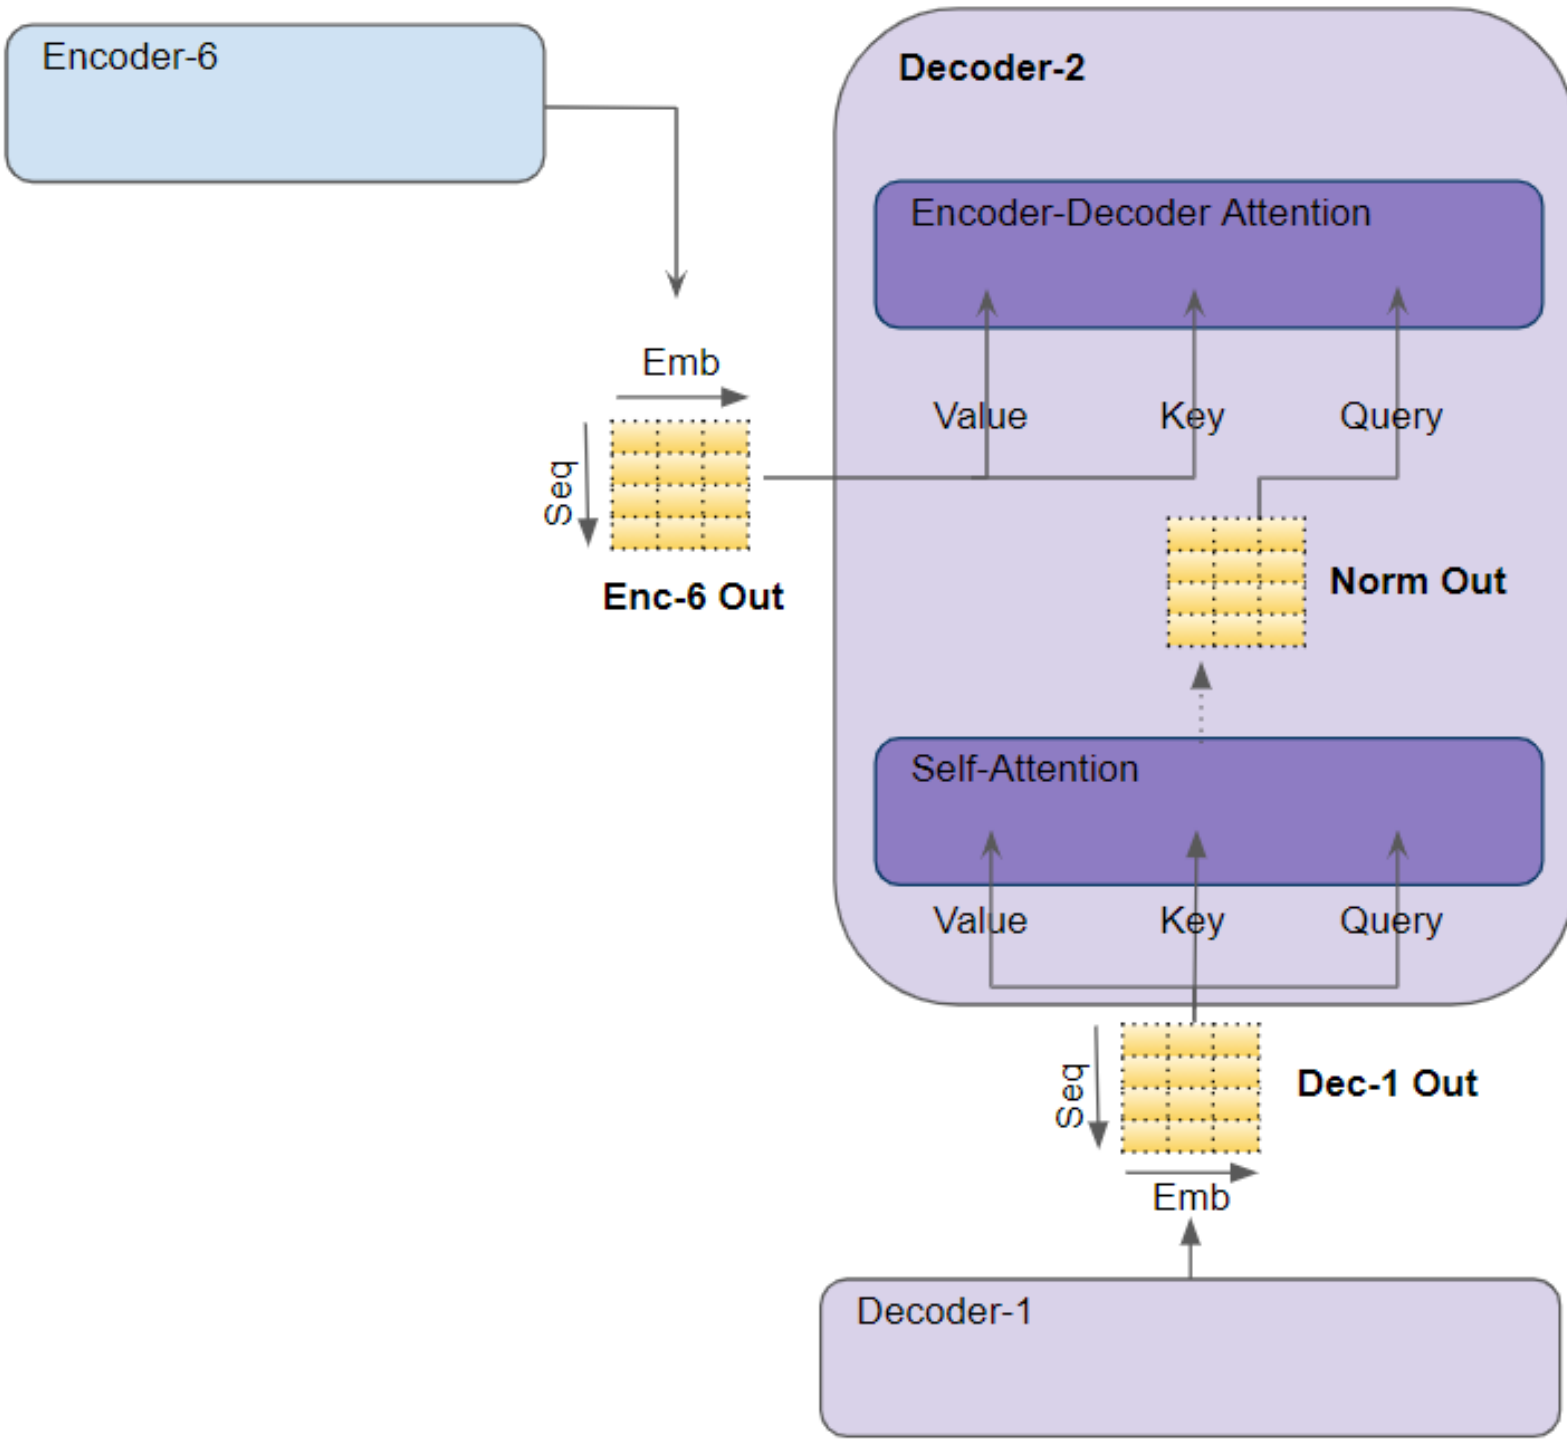 Encoder-6
Decoder-2
Encoder-Decoder Attention
Emb
Value Key Query
Seq
Enc-6 Out
Norm Out
Self-Attention
Value Key Query
Seq
Dec-1 Out
Emb
Decoder-1